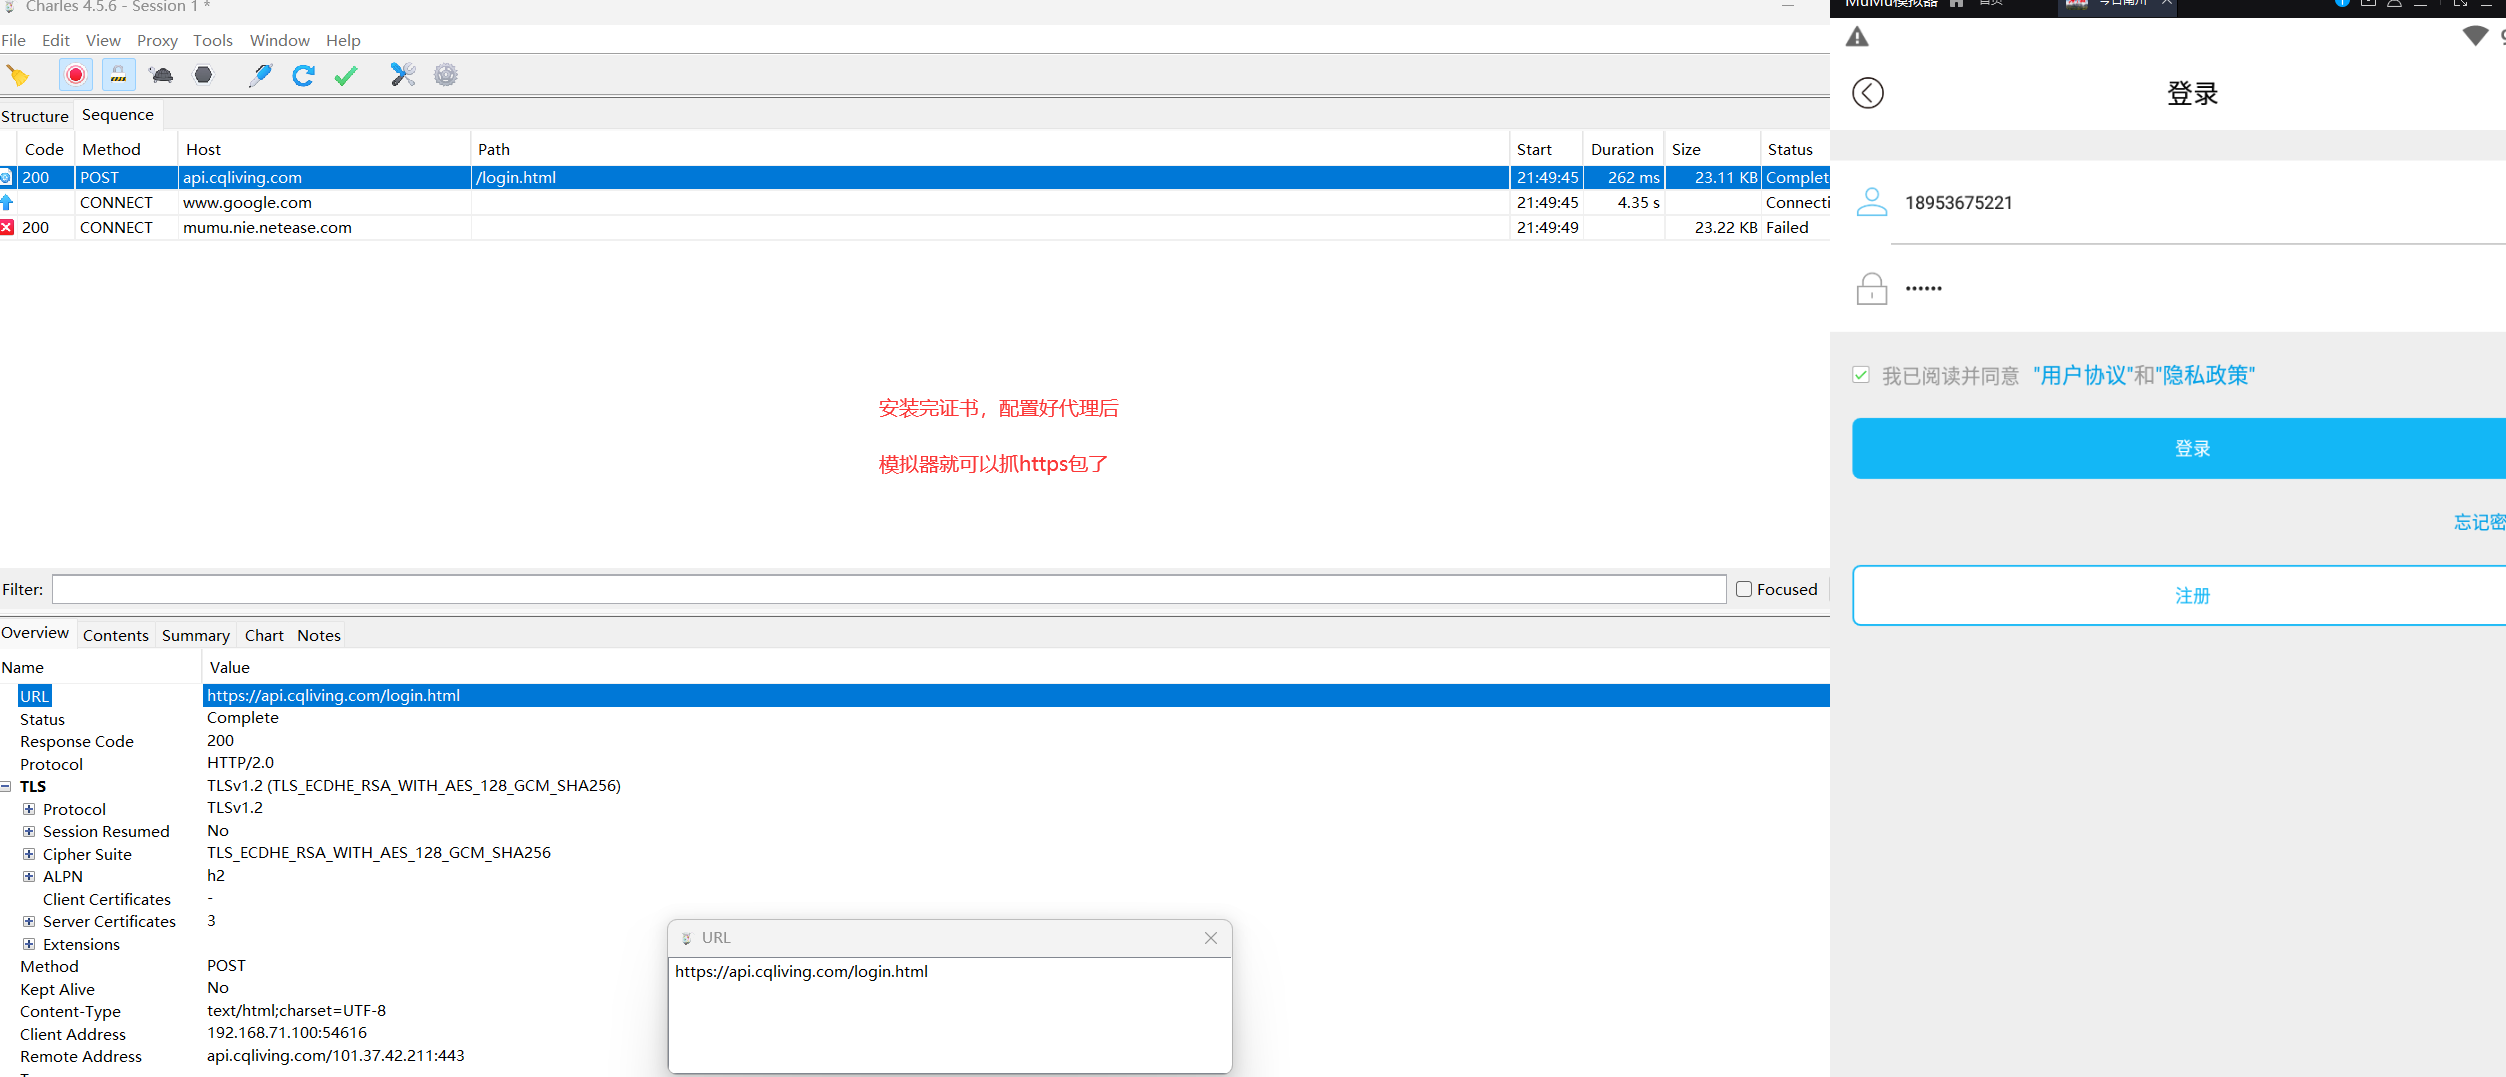 Charles 4.5.6 - Session 1 *
File Edit View Proxy Tools Window Help
Structure Sequence
Code Method Host Path Start Duration Size Status
200 POST api.cqliving.com /login.html 21:49:45 262 ms 23.11 KB Complet
CONNECT www.google.com 21:49:45 4.35 s Connecti
200 CONNECT mumu.nie.netease.com 21:49:49 23.22 KB Failed
安装完证书，配置好代理后
模拟器就可以抓https包了
Filter: Focused
Overview Contents Summary Chart Notes
Name Value
URL https://api.cqliving.com/login.html
Status Complete
Response Code 200
Protocol HTTP/2.0
TLS TLSv1.2 (TLS_ECDHE_RSA_WITH_AES_128_GCM_SHA256)
Protocol TLSv1.2
Session Resumed No
Cipher Suite TLS_ECDHE_RSA_WITH_AES_128_GCM_SHA256
ALPN h2
Client Certificates -
Server Certificates 3
Extensions
Method POST
Kept Alive No
Content-Type text/html;charset=UTF-8
Client Address 192.168.71.100:54616
Remote Address api.cqliving.com/101.37.42.211:443
URL
https://api.cqliving.com/login.html
MuMu模拟器 首页 今日南川
登录
18953675221
••••••
我已阅读并同意 "用户协议"和"隐私政策"
登录
忘记密
注册